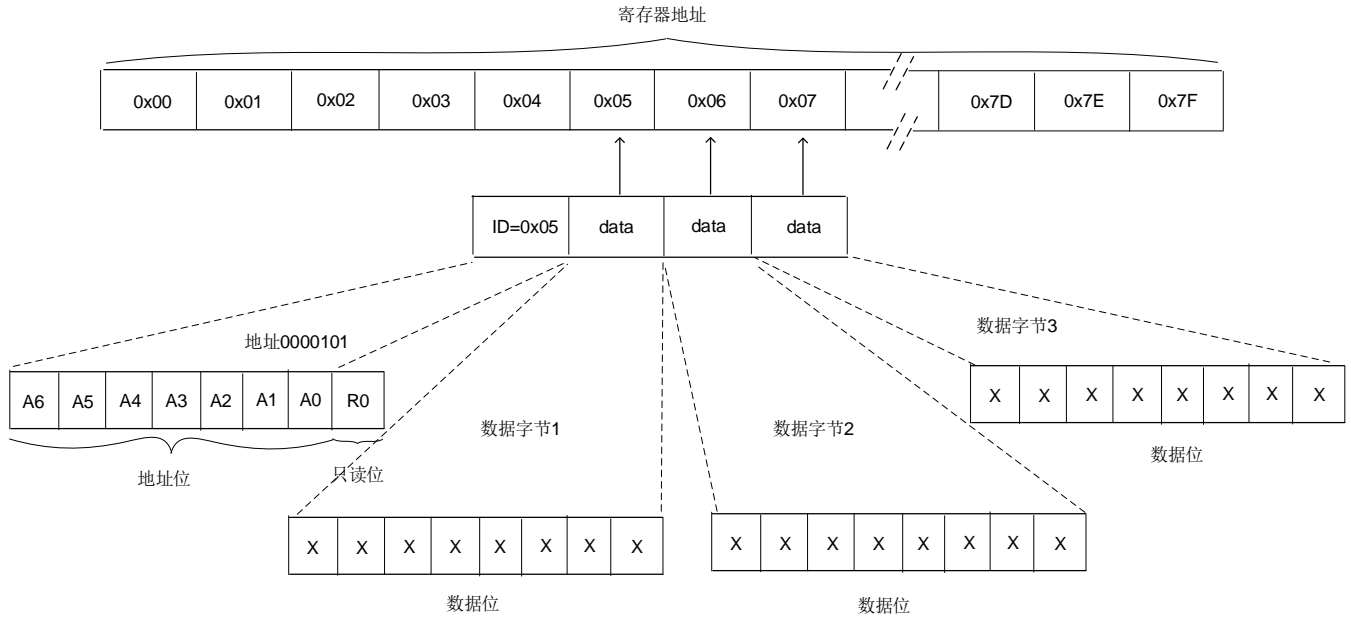 寄存器地址
0x00 0x01 0x02 0x03 0x04 0x05 0x06 0x07 0x7D 0x7E 0x7F
ID=0x05 data data data
地址0000101
数据字节3
A6 A5 A4 A3 A2 A1 A0 R0
X X X X X X X X
数据字节1
数据字节2
地址位
只读位
数据位
X X X X X X X X
X X X X X X X X
数据位
数据位